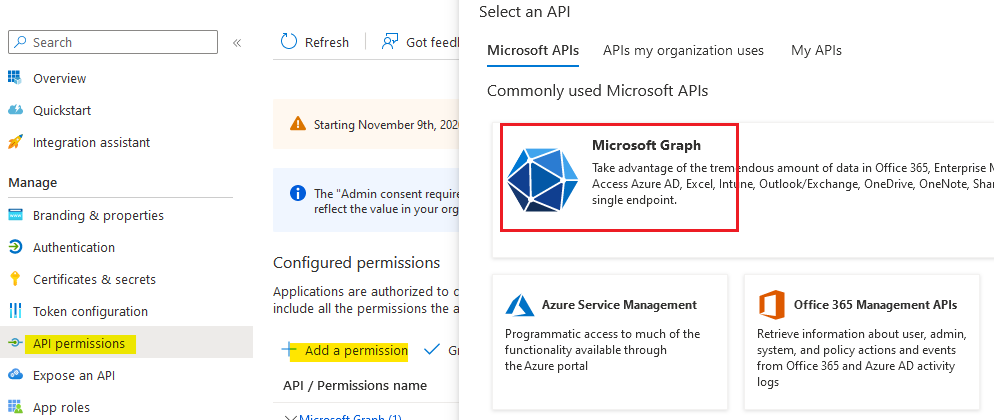 Search
«
Overview
Quickstart
Integration assistant
Manage
Branding & properties
Authentication
Certificates & secrets
Token configuration
API permissions
Expose an API
App roles
Refresh
Got feedb
Starting November 9th, 202
The "Admin consent require
reflect the value in your org
Configured permissions
Applications are authorized to c
include all the permissions the a
Add a permission
Gr
API / Permissions name
Microsoft Graph (1)
Select an API
Microsoft APIs
APIs my organization uses
My APIs
Commonly used Microsoft APIs
Microsoft Graph
Take advantage of the tremendous amount of data in Office 365, Enterprise M
Access Azure AD, Excel, Intune, Outlook/Exchange, OneDrive, OneNote, Shar
single endpoint.
Azure Service Management
Programmatic access to much of the
functionality available through
the Azure portal
Office 365 Management APIs
Retrieve information about user, admin,
system, and policy actions and events
from Office 365 and Azure AD activity
logs